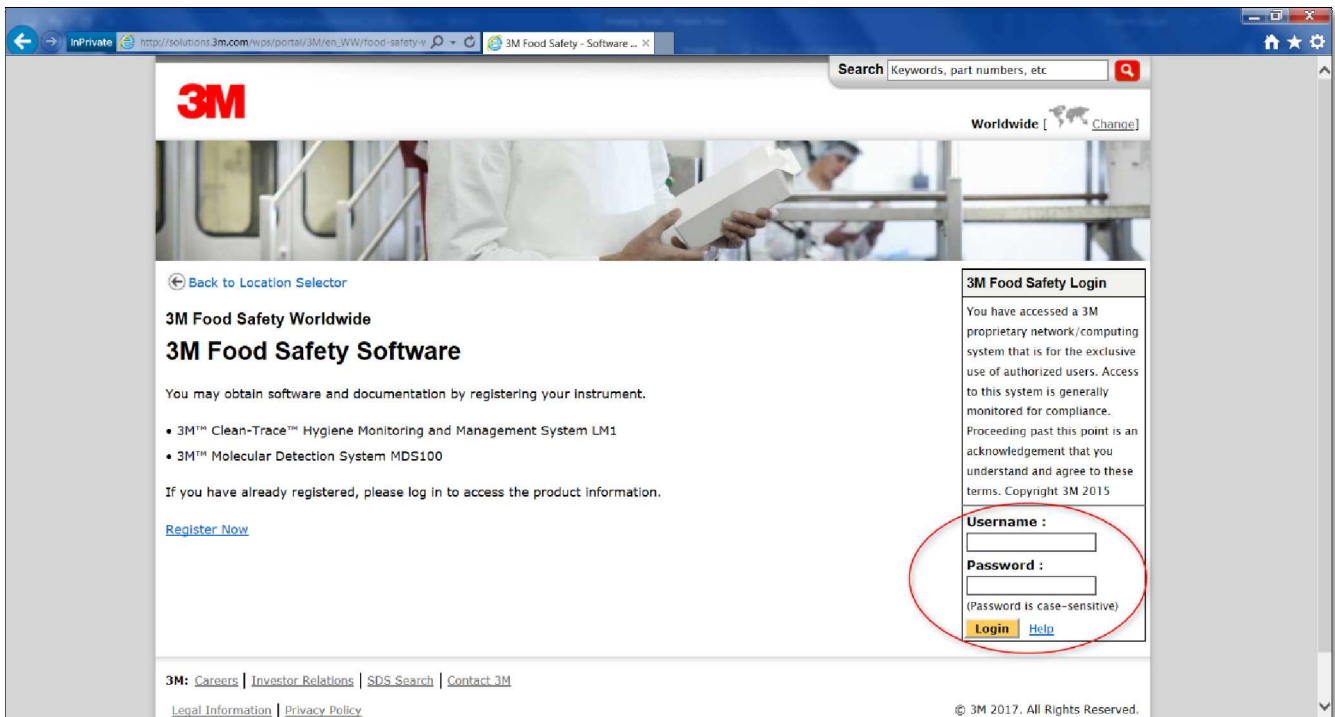 InPrivate http://solutions.3m.com/wps/portal/3M/en_WW/food-safety-v 3M Food Safety - Software ...
Search Keywords, part numbers, etc
3M
Worldwide [ Change]
Back to Location Selector
3M Food Safety Worldwide
3M Food Safety Software
You may obtain software and documentation by registering your instrument.
• 3M™ Clean-Trace™ Hygiene Monitoring and Management System LM1
• 3M™ Molecular Detection System MDS100
If you have already registered, please log in to access the product information.
Register Now
3M Food Safety Login
You have accessed a 3M
proprietary network/computing
system that is for the exclusive
use of authorized users. Access
to this system is generally
monitored for compliance.
Proceeding past this point is an
acknowledgement that you
understand and agree to these
terms. Copyright 3M 2015
Username :
Password :
(Password is case-sensitive)
Login Help
3M: Careers | Investor Relations | SDS Search | Contact 3M
Legal Information | Privacy Policy
© 3M 2017. All Rights Reserved.